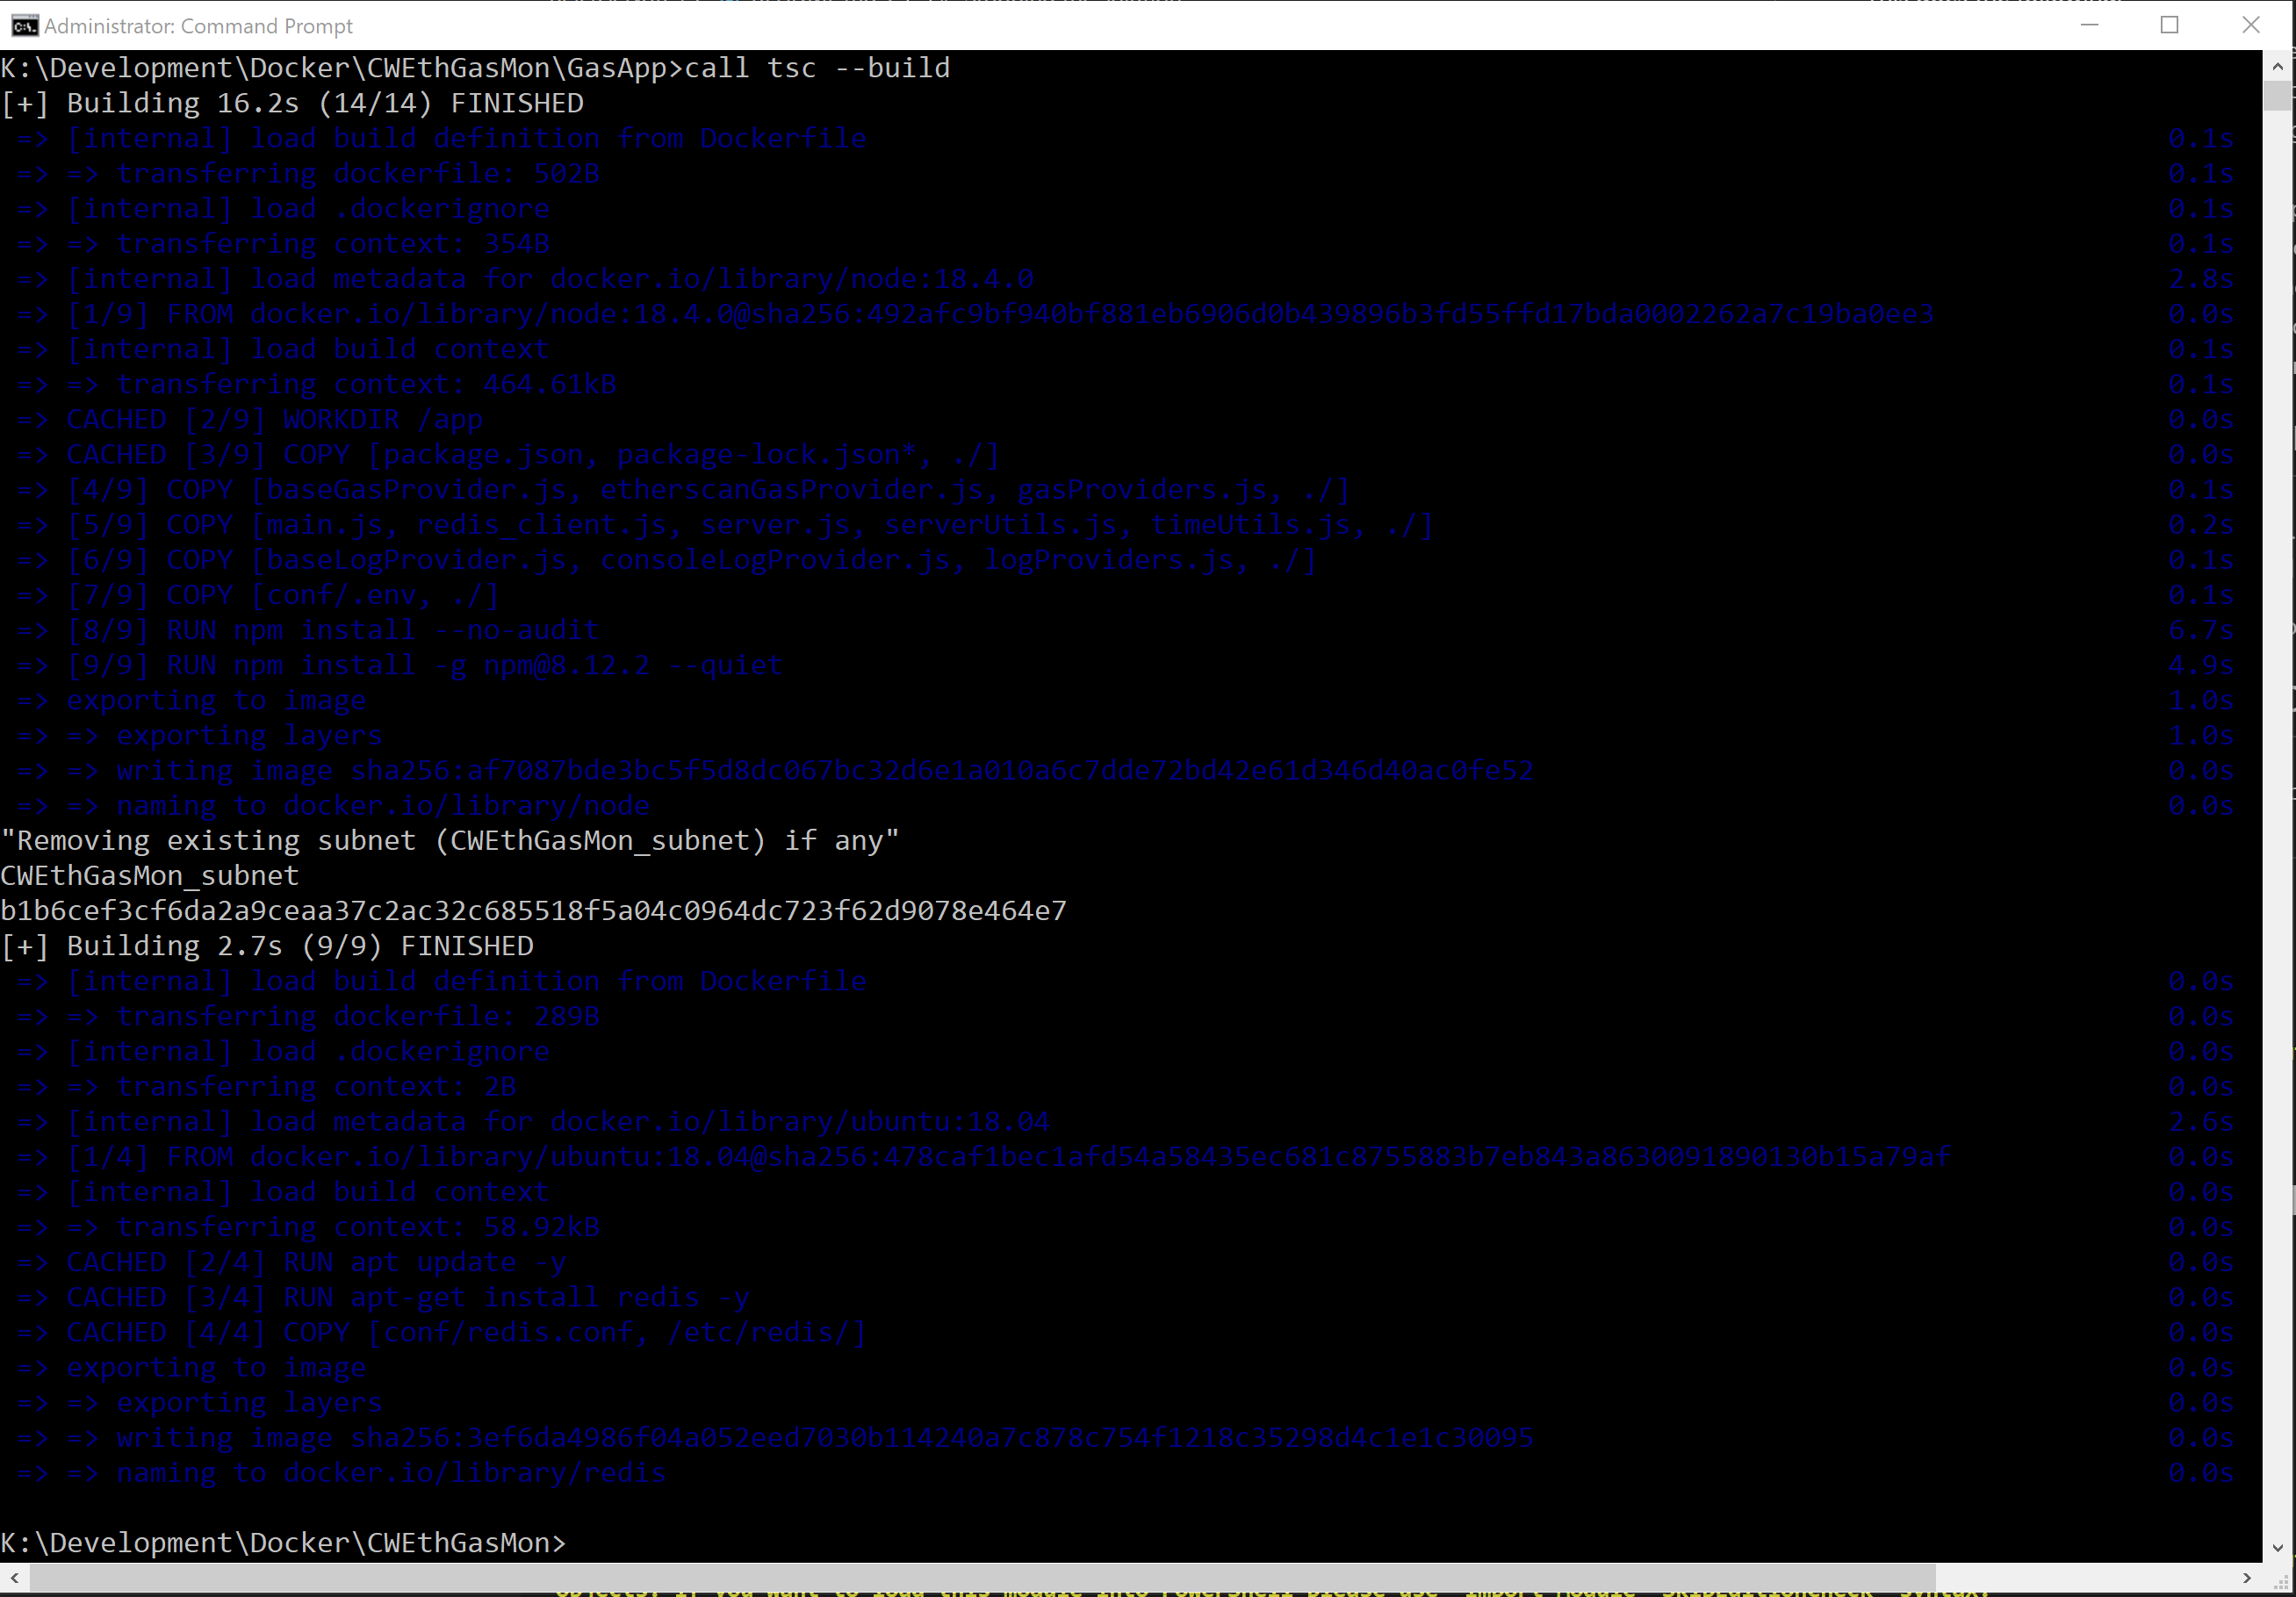 Administrator: Command Prompt
K:\Development\Docker\CWEthGasMon\GasApp>call tsc --build
[+] Building 16.2s (14/14) FINISHED
=> [internal] load build definition from Dockerfile 0.1s
=> => transferring dockerfile: 502B 0.1s
=> [internal] load .dockerignore 0.1s
=> => transferring context: 354B 0.1s
=> [internal] load metadata for docker.io/library/node:18.4.0 2.8s
=> [1/9] FROM docker.io/library/node:18.4.0@sha256:492afc9bf940bf881eb6906d0b439896b3fd55ffd17bda0002262a7c19ba0ee3 0.0s
=> [internal] load build context 0.1s
=> => transferring context: 464.61kB 0.1s
=> CACHED [2/9] WORKDIR /app 0.0s
=> CACHED [3/9] COPY [package.json, package-lock.json*, ./] 0.0s
=> [4/9] COPY [baseGasProvider.js, etherscanGasProvider.js, gasProviders.js, ./] 0.1s
=> [5/9] COPY [main.js, redis_client.js, server.js, serverUtils.js, timeUtils.js, ./] 0.2s
=> [6/9] COPY [baseLogProvider.js, consoleLogProvider.js, logProviders.js, ./] 0.1s
=> [7/9] COPY [conf/.env, ./] 0.1s
=> [8/9] RUN npm install --no-audit 6.7s
=> [9/9] RUN npm install -g npm@8.12.2 --quiet 4.9s
=> exporting to image 1.0s
=> => exporting layers 1.0s
=> => writing image sha256:af7087bde3bc5f5d8dc067bc32d6e1a010a6c7dde72bd42e61d346d40ac0fe52 0.0s
=> => naming to docker.io/library/node 0.0s
"Removing existing subnet (CWEthGasMon_subnet) if any"
CWEthGasMon_subnet
b1b6cef3cf6da2a9ceaa37c2ac32c685518f5a04c0964dc723f62d9078e464e7
[+] Building 2.7s (9/9) FINISHED
=> [internal] load build definition from Dockerfile 0.0s
=> => transferring dockerfile: 289B 0.0s
=> [internal] load .dockerignore 0.0s
=> => transferring context: 2B 0.0s
=> [internal] load metadata for docker.io/library/ubuntu:18.04 2.6s
=> [1/4] FROM docker.io/library/ubuntu:18.04@sha256:478caf1bec1afd54a58435ec681c8755883b7eb843a8630091890130b15a79af 0.0s
=> [internal] load build context 0.0s
=> => transferring context: 58.92kB 0.0s
=> CACHED [2/4] RUN apt update -y 0.0s
=> CACHED [3/4] RUN apt-get install redis -y 0.0s
=> CACHED [4/4] COPY [conf/redis.conf, /etc/redis/] 0.0s
=> exporting to image 0.0s
=> => exporting layers 0.0s
=> => writing image sha256:3ef6da4986f04a052eed7030b114240a7c878c754f1218c35298d4c1e1c30095 0.0s
=> => naming to docker.io/library/redis 0.0s
K:\Development\Docker\CWEthGasMon>